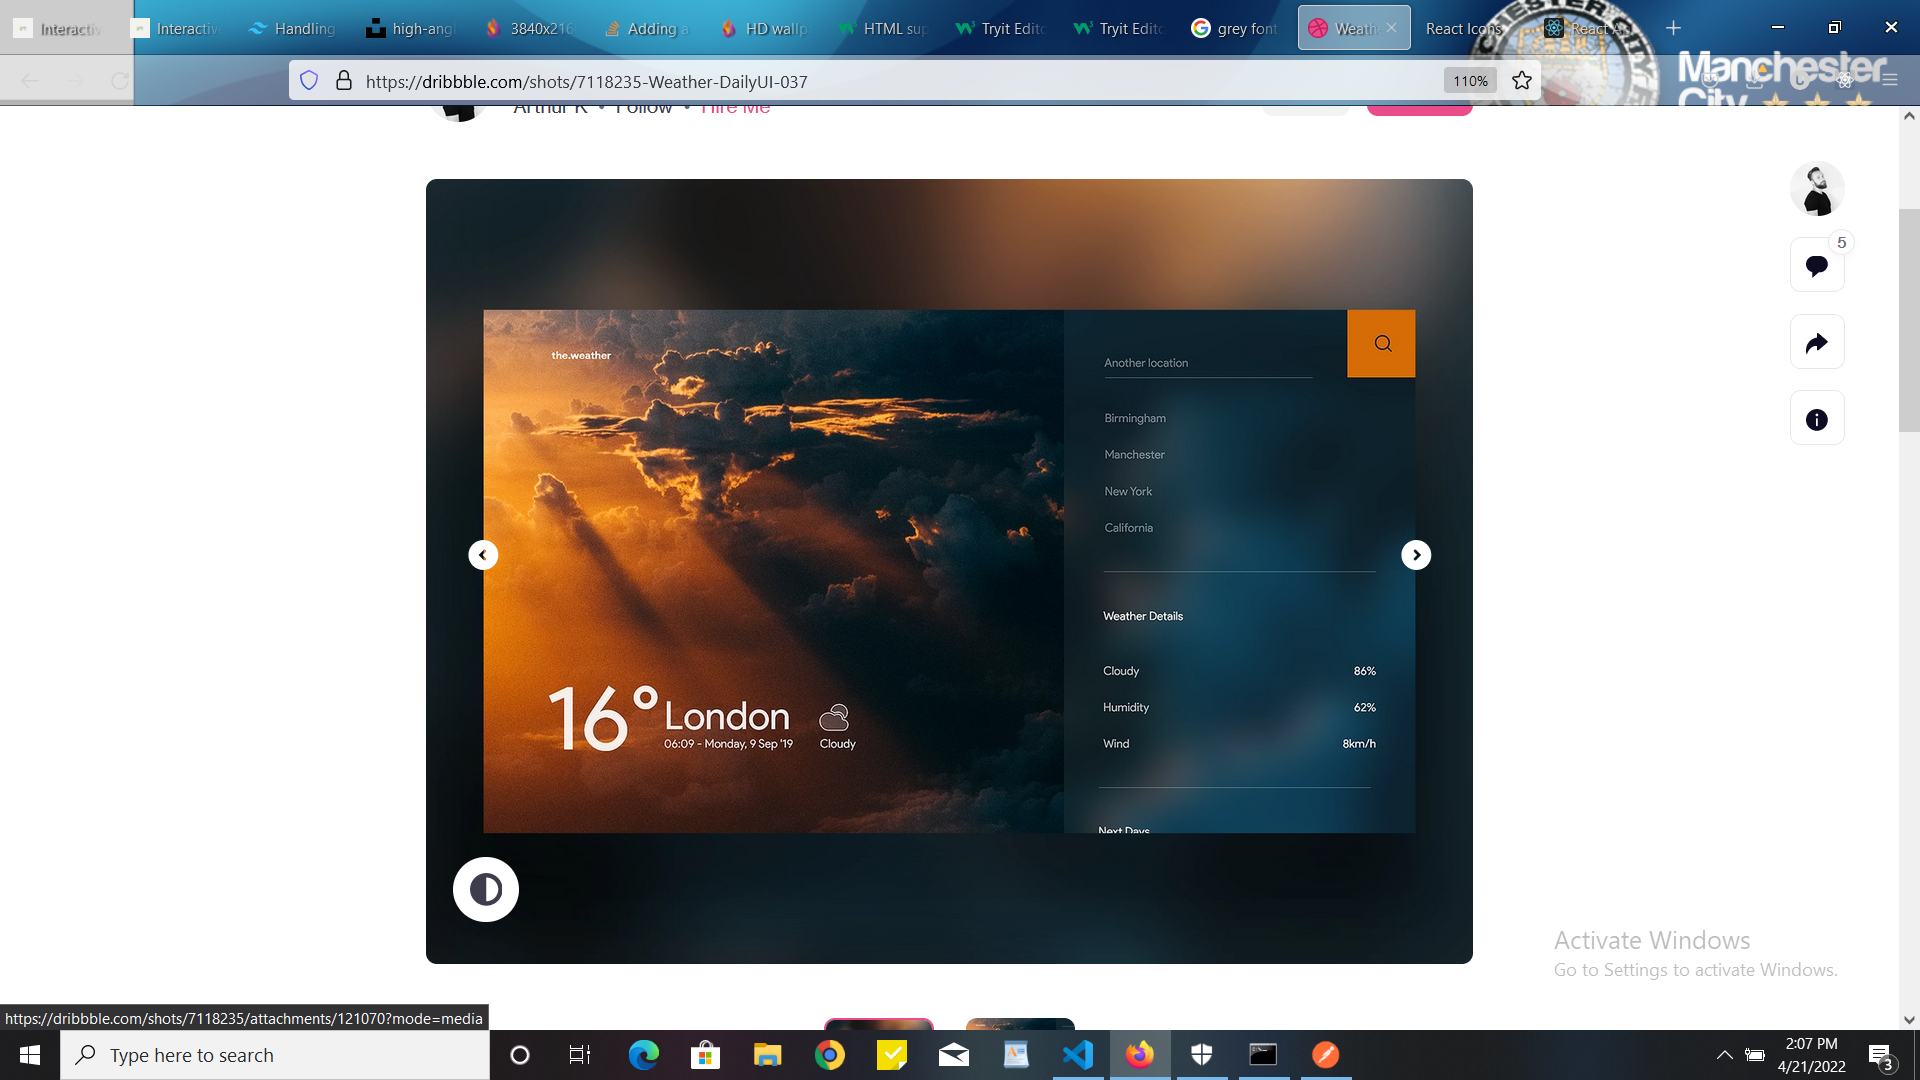 Interactiv
Interactiv
Handling
high-angl
3840x216
Adding a
HD wallp
HTML sup
Tryit Edito
Tryit Edito
grey font
Weath
React Icons
React A
https://dribbble.com/shots/7118235-Weather-DailyUI-037
110%
Manchester
City
Arthur K • Follow • Hire Me
5
the.weather
Another location
Birmingham
Manchester
New York
California
Weather Details
Cloudy 86%
Humidity 62%
Wind 8km/h
Next Days
16° London
06:09 - Monday, 9 Sep '19
Cloudy
Activate Windows
Go to Settings to activate Windows.
https://dribbble.com/shots/7118235/attachments/121070?mode=media
Type here to search
2:07 PM
4/21/2022
3